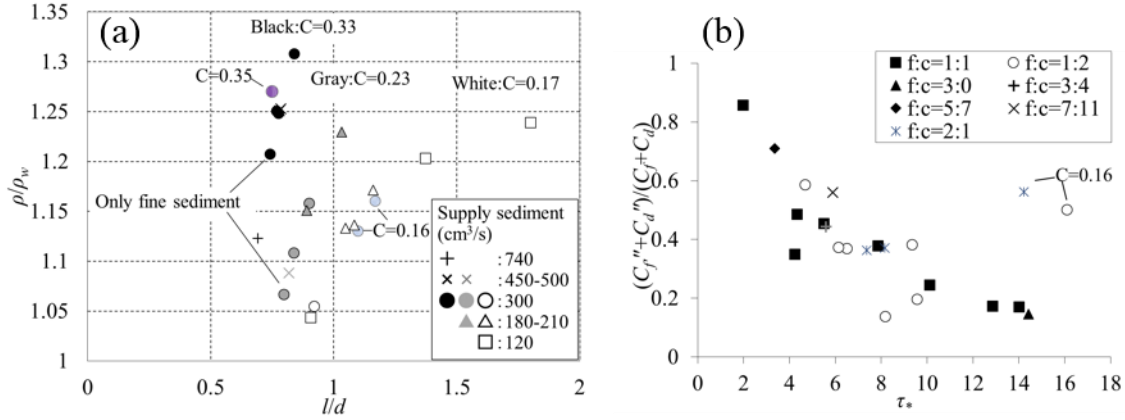 (a)
1.35
1.3
1.25
1.2
1.15
1.1
1.05
1
ρ/ρw
0
0.5
1
1.5
2
l/d
Black:C=0.33
C=0.35
Gray:C=0.23
White:C=0.17
Only fine sediment
C=0.16
Supply sediment
(cm³/s)
+ :740
× × :450-500
:300
:180-210
:120
(b)
f:c=1:1
f:c=1:2
f:c=3:0
f:c=3:4
f:c=5:7
f:c=7:11
f:c=2:1
1
0.8
0.6
0.4
0.2
0
(Cf''+Cd'')/(Cf+Cd)
C=0.16
0 2 4 6 8 10 12 14 16 18
τ*